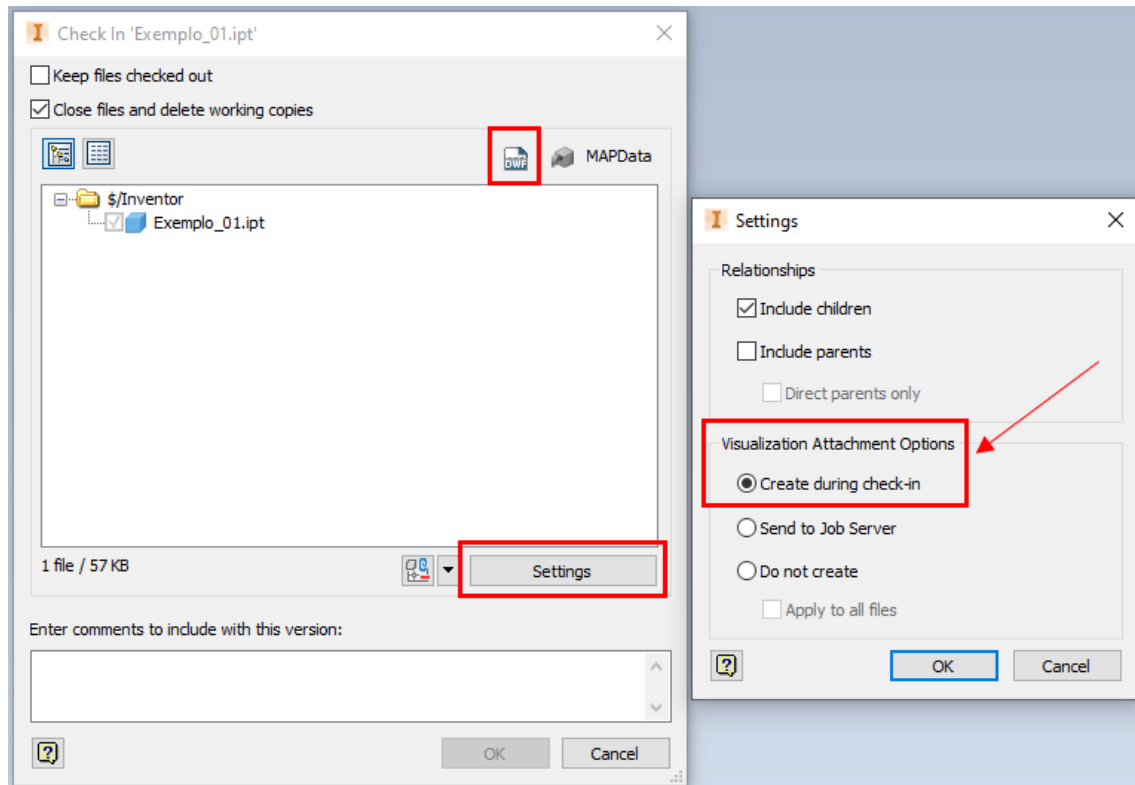 Check In 'Exemplo_01.ipt'
Keep files checked out
Close files and delete working copies
DWF
MAPData
$/Inventor
Exemplo_01.ipt
1 file / 57 KB
Settings
Enter comments to include with this version:
OK
Cancel
Settings
Relationships
Include children
Include parents
Direct parents only
Visualization Attachment Options
Create during check-in
Send to Job Server
Do not create
Apply to all files
OK
Cancel